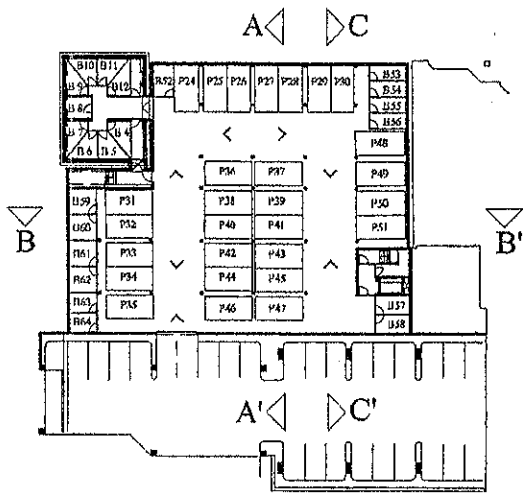 A C
B10 B11
B9 B12
B8
B7 B4
B6 B5
B52 P24 P25 P26 P27 P28 P29 P30
B53
B54
B55
B56
P48
P36 P37 P49
B59 P31 P38 P39 P50
B60 P32 P40 P41 P51
B B'
B61 P33 P42 P43
B62 P34 P44 P45
B63 P35 P46 P47 B57
B64 B58
A' C'